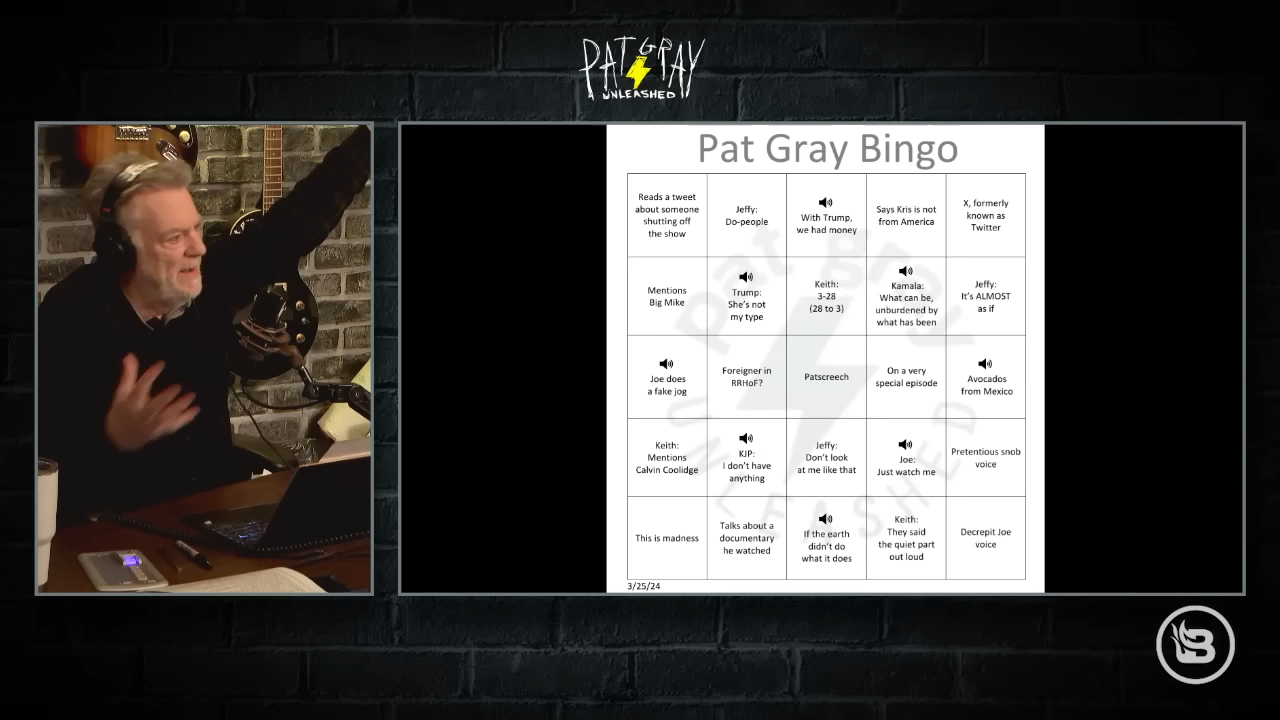 PAT GRAY
UNLEASHED
Pat Gray Bingo
Reads a tweet
about someone
shutting off
the show
Jeffy:
Do-people
With Trump,
we had money
Says Kris is not
from America
X, formerly
known as
Twitter
Mentions
Big Mike
Trump:
She's not
my type
Keith:
3-28
(28 to 3)
Kamala:
What can be,
unburdened by
what has been
Jeffy:
It's ALMOST
as if
Joe does
a fake jog
Foreigner in
RRHoF?
Patscreech
On a very
special episode
Avocados
from Mexico
Keith:
Mentions
Calvin Coolidge
KJP:
I don't have
anything
Jeffy:
Don't look
at me like that
Joe:
Just watch me
Pretentious snob
voice
This is madness
Talks about a
documentary
he watched
If the earth
didn't do
what it does
Keith:
They said
the quiet part
out loud
Decrepit Joe
voice
pat gray
UNLEASHED
3/25/24
B